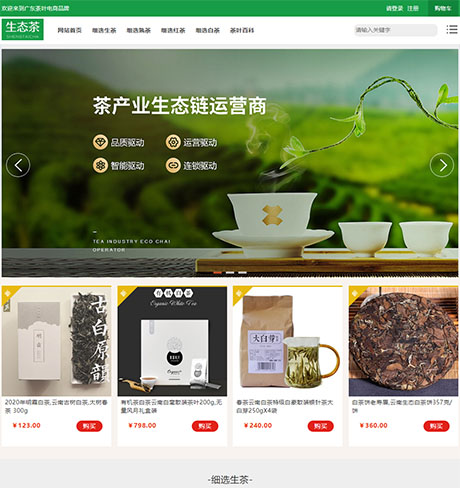 欢迎来到广东茶叶电商品牌
请登录 注册 购物车
生态茶
SHENGTAICHA
网站首页 细选生茶 细选熟茶 细选红茶 细选白茶 茶叶百科
请输入关键字
茶产业生态链运营商
品质驱动 运营驱动
智能驱动 连锁驱动
TEA INDUSTRY ECO CHAI
OPERATOR
古白原韻
有机白茶
Organic White Tea
大白芽
2020年明霜白茶,云南古树白茶,大树春茶 300g
¥123.00
购买
有机茶白茶云南白毫散装茶叶200g,无量风月礼盒装
¥798.00
购买
春茶云南白茶特级白豪散装银针茶大白芽250gX4袋
¥240.00
购买
白茶饼老寿眉,云南生态白茶饼357克/饼
¥360.00
购买
-细选生茶-